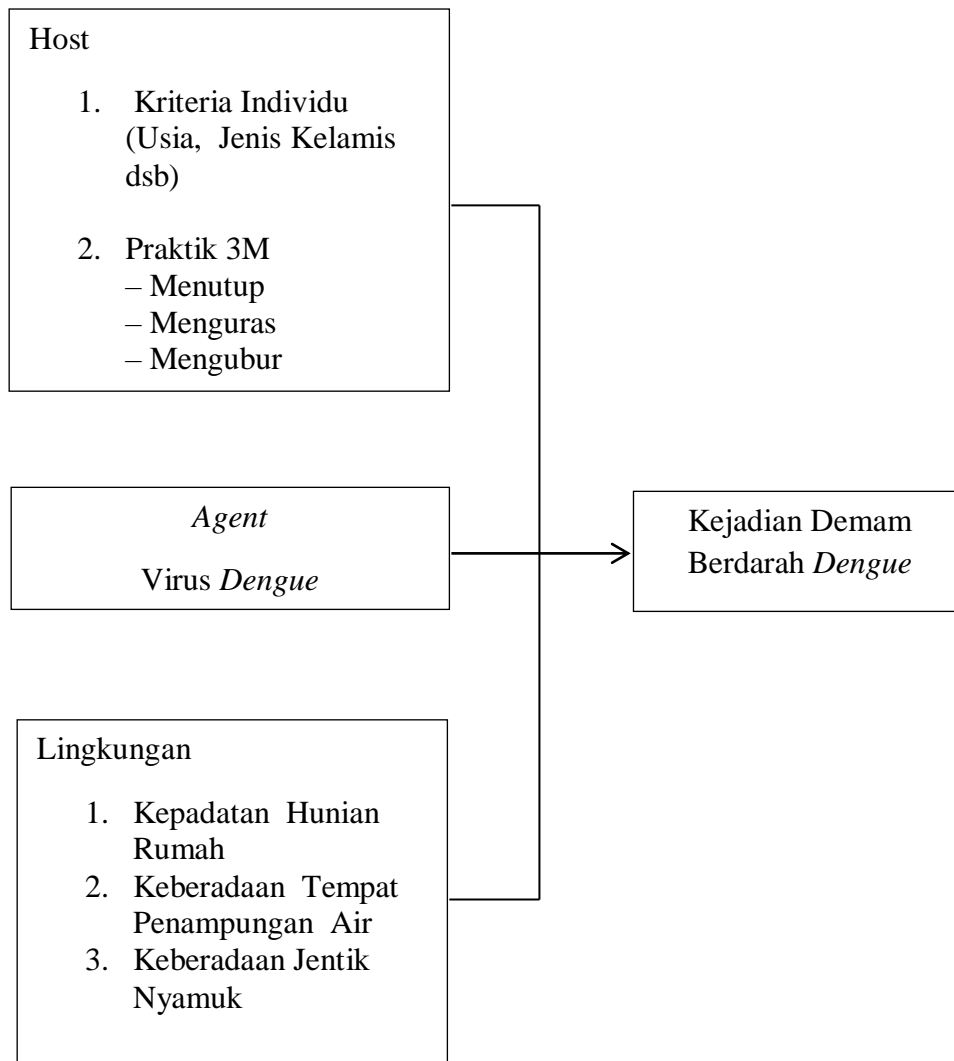 Host
1. Kriteria Individu
(Usia, Jenis Kelamis
dsb)
2. Praktik 3M
– Menutup
– Menguras
– Mengubur
Agent
Virus Dengue
Kejadian Demam
Berdarah Dengue
Lingkungan
1. Kepadatan Hunian
Rumah
2. Keberadaan Tempat
Penampungan Air
3. Keberadaan Jentik
Nyamuk